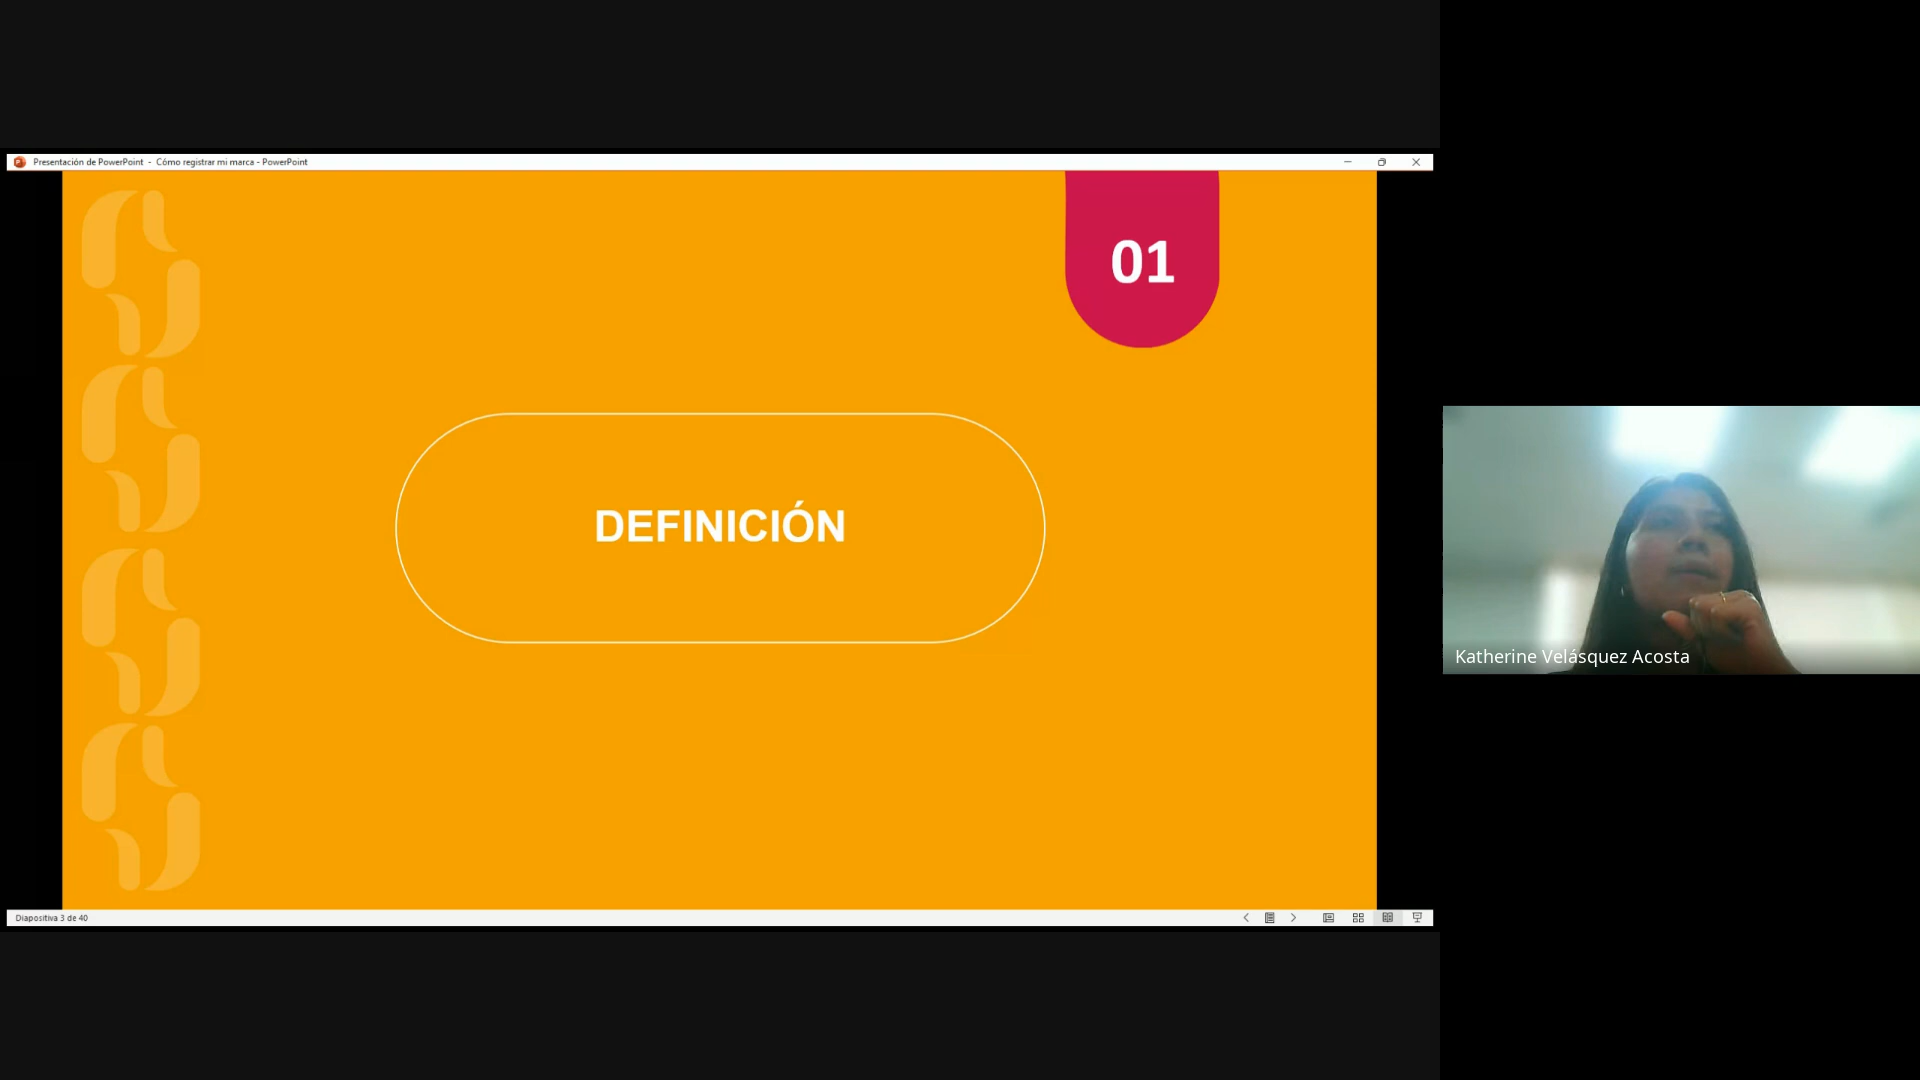 Presentación de PowerPoint - Cómo registrar mi marca - PowerPoint
01
DEFINICIÓN
Katherine Velásquez Acosta
Diapositiva 3 de 40